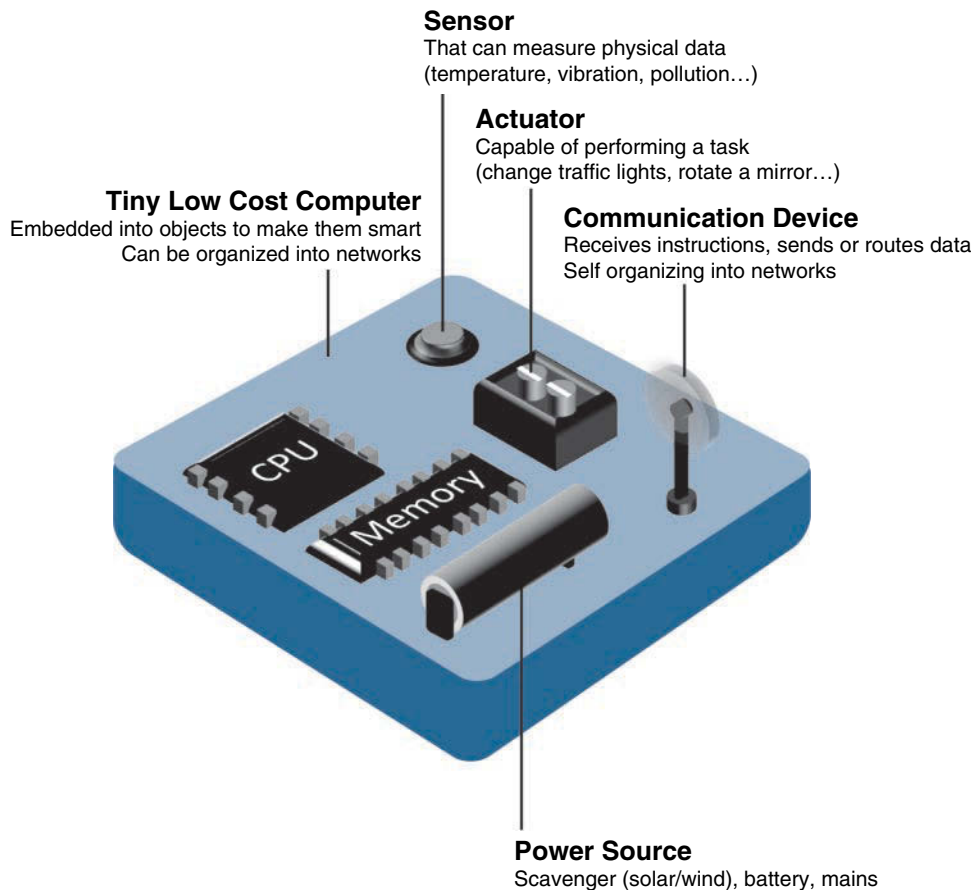 Sensor
That can measure physical data
(temperature, vibration, pollution…)
Actuator
Capable of performing a task
(change traffic lights, rotate a mirror…)
Tiny Low Cost Computer
Embedded into objects to make them smart
Can be organized into networks
Communication Device
Receives instructions, sends or routes data
Self organizing into networks
CPU
Memory
Power Source
Scavenger (solar/wind), battery, mains